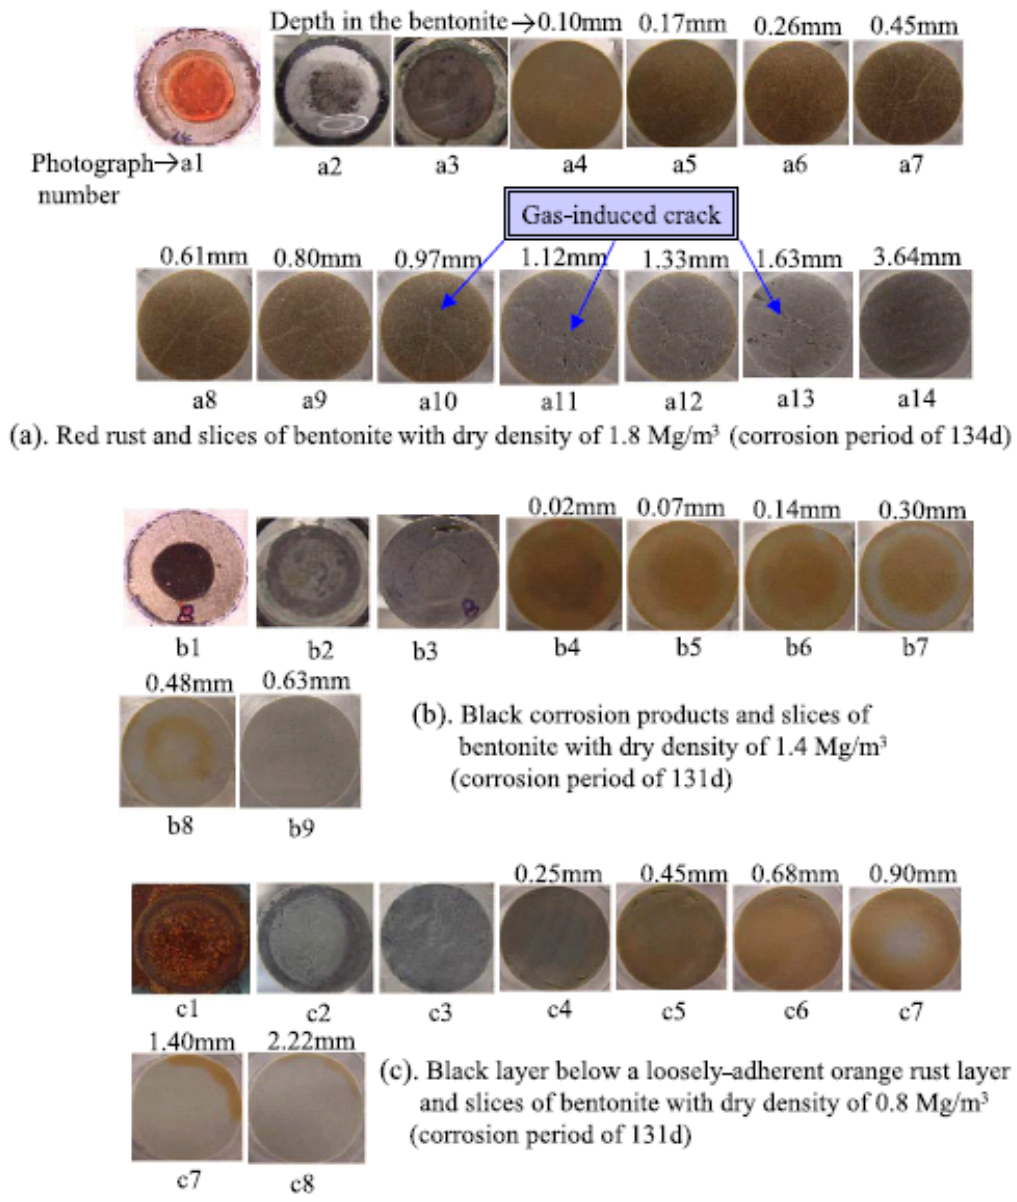 Depth in the bentonite →0.10mm 0.17mm 0.26mm 0.45mm
Photograph→a1 a2 a3 a4 a5 a6 a7
number
Gas-induced crack
0.61mm 0.80mm 0.97mm 1.12mm 1.33mm 1.63mm 3.64mm
a8 a9 a10 a11 a12 a13 a14
(a). Red rust and slices of bentonite with dry density of 1.8 Mg/m³ (corrosion period of 134d)
0.02mm 0.07mm 0.14mm 0.30mm
b1 b2 b3 b4 b5 b6 b7
0.48mm 0.63mm
b8 b9
(b). Black corrosion products and slices of
bentonite with dry density of 1.4 Mg/m³
(corrosion period of 131d)
0.25mm 0.45mm 0.68mm 0.90mm
c1 c2 c3 c4 c5 c6 c7
1.40mm 2.22mm
c7 c8
(c). Black layer below a loosely–adherent orange rust layer
and slices of bentonite with dry density of 0.8 Mg/m³
(corrosion period of 131d)